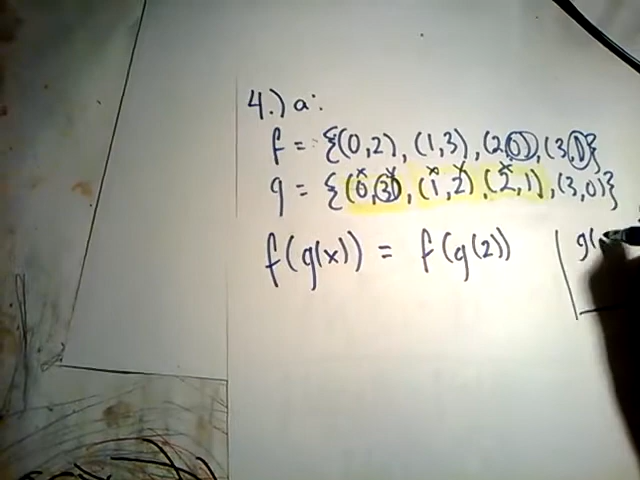 4.) a:
f = {(0,2), (1,3), (2,0), (3,1)}
x y x y x
g = {(0,3), (1,2), (2,1), (3,0)}
f(g(x)) = f(g(2))
g(